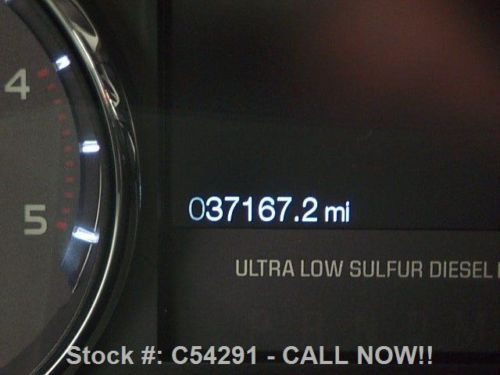 4
037167.2 mi
5
ULTRA LOW SULFUR DIESEL
Stock #: C54291 - CALL NOW!!